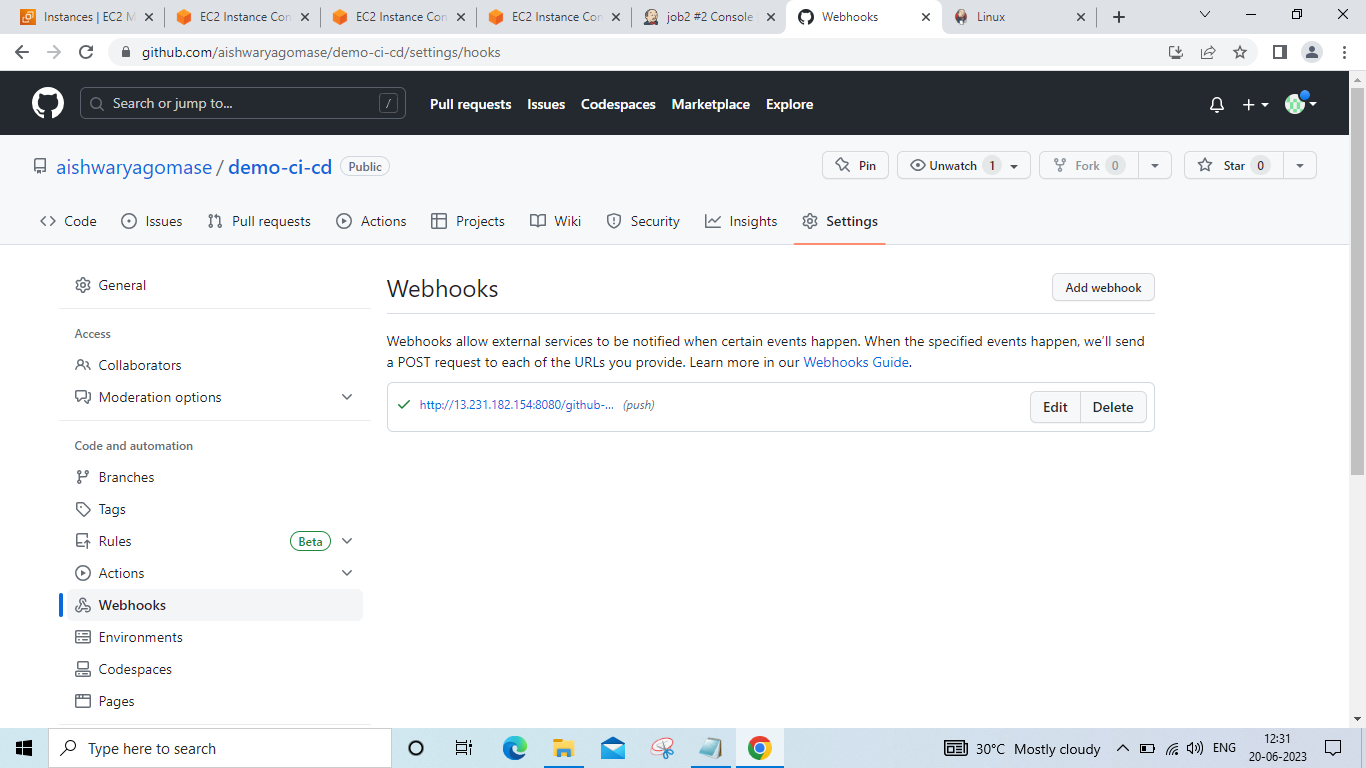 Instances | EC2 M
EC2 Instance Con
EC2 Instance Con
EC2 Instance Con
job2 #2 Console
Webhooks
Linux
github.com/aishwaryagomase/demo-ci-cd/settings/hooks
Search or jump to...
/
Pull requests
Issues
Codespaces
Marketplace
Explore
aishwaryagomase / demo-ci-cd
Public
Pin
Unwatch 1
Fork 0
Star 0
Code
Issues
Pull requests
Actions
Projects
Wiki
Security
Insights
Settings
General
Access
Collaborators
Moderation options
Code and automation
Branches
Tags
Rules
Beta
Actions
Webhooks
Environments
Codespaces
Pages
Webhooks
Add webhook
Webhooks allow external services to be notified when certain events happen. When the specified events happen, we'll send
a POST request to each of the URLs you provide. Learn more in our Webhooks Guide.
http://13.231.182.154:8080/github-... (push)
Edit
Delete
Type here to search
30°C Mostly cloudy
ENG
12:31
20-06-2023